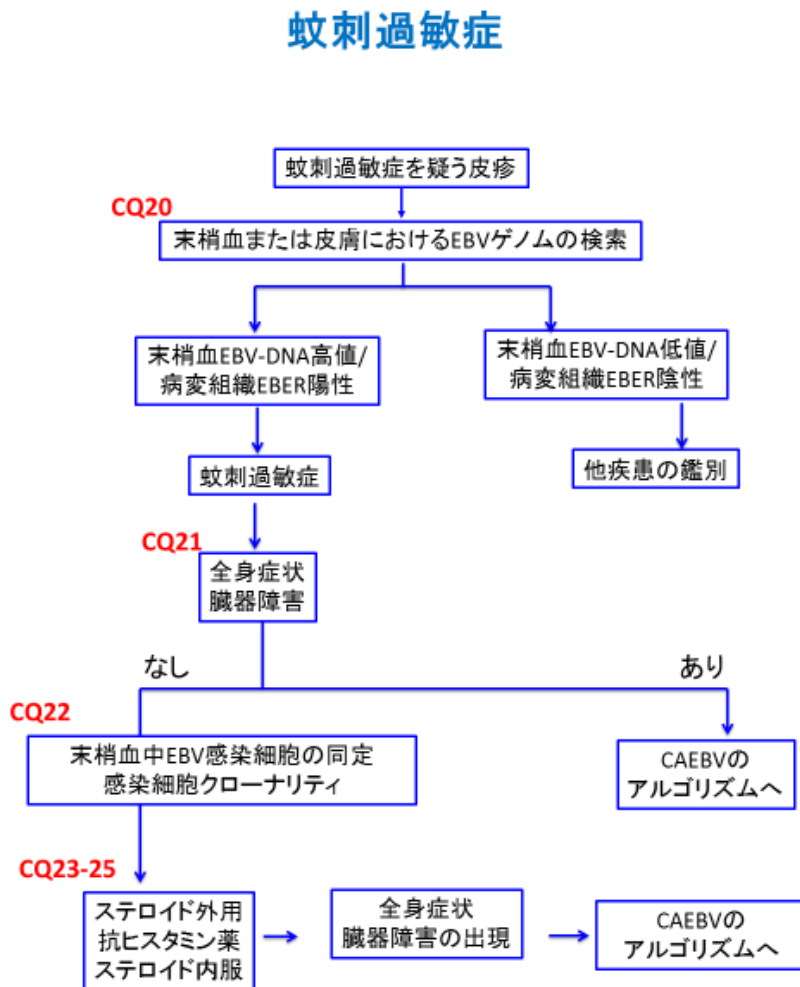 蚊刺過敏症
蚊刺過敏症を疑う皮疹
CQ20
末梢血または皮膚におけるEBVゲノムの検索
末梢血EBV-DNA高値/
病変組織EBER陽性
末梢血EBV-DNA低値/
病変組織EBER陰性
蚊刺過敏症
他疾患の鑑別
CQ21
全身症状
臓器障害
なし
あり
CQ22
末梢血中EBV感染細胞の同定
感染細胞クローナリティ
CAEBVの
アルゴリズムへ
CQ23-25
ステロイド外用
抗ヒスタミン薬
ステロイド内服
全身症状
臓器障害の出現
CAEBVの
アルゴリズムへ